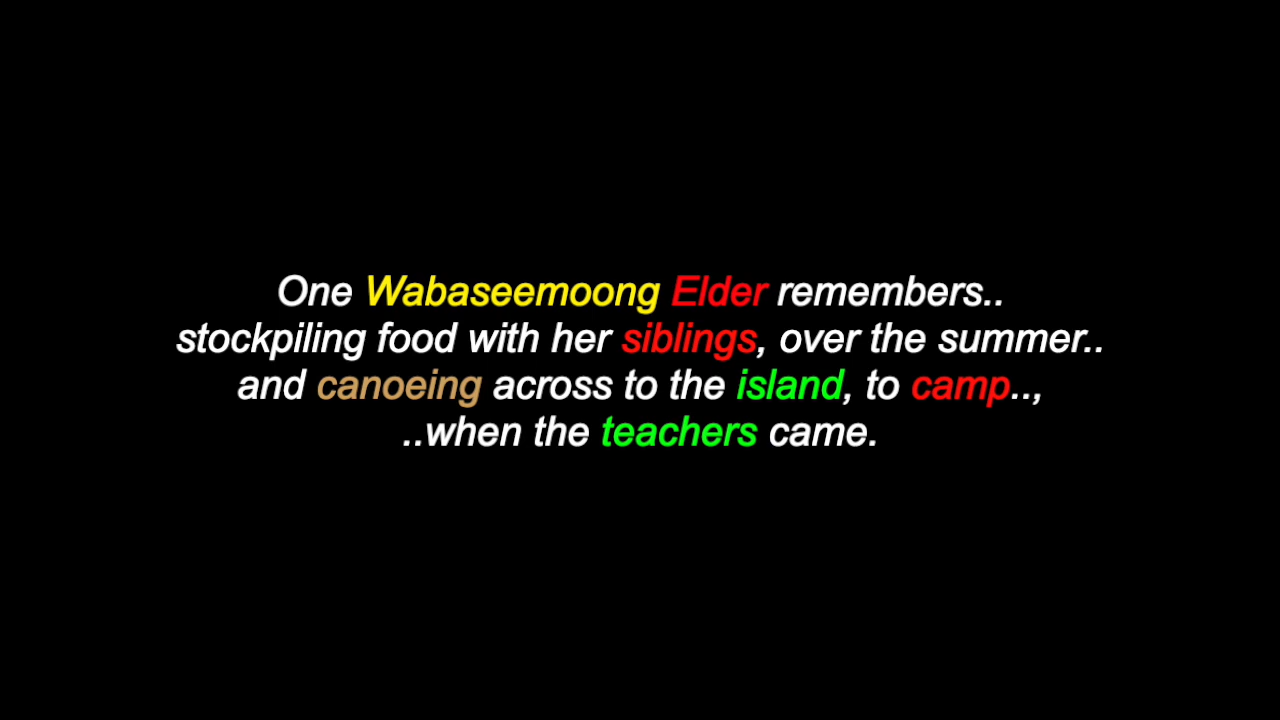 One Wabaseemoong Elder remembers..
stockpiling food with her siblings, over the summer..
and canoeing across to the island, to camp..,
..when the teachers came.